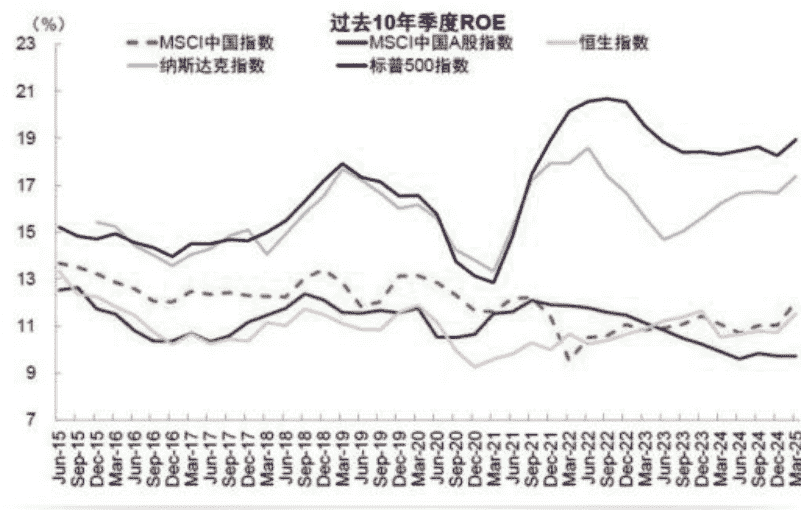 过去10年季度ROE
(%)
MSCI中国指数 MSCI中国A股指数 恒生指数
纳斯达克指数 标普500指数
23
21
19
17
15
13
11
9
7
Jun-15 Sep-15 Dec-15 Mar-16 Jun-16 Sep-16 Dec-16 Mar-17 Jun-17 Sep-17 Dec-17 Mar-18 Jun-18 Sep-18 Dec-18 Mar-19 Jun-19 Sep-19 Dec-19 Mar-20 Jun-20 Sep-20 Dec-20 Mar-21 Jun-21 Sep-21 Dec-21 Mar-22 Jun-22 Sep-22 Dec-22 Mar-23 Jun-23 Sep-23 Dec-23 Mar-24 Jun-24 Sep-24 Dec-24 Mar-25